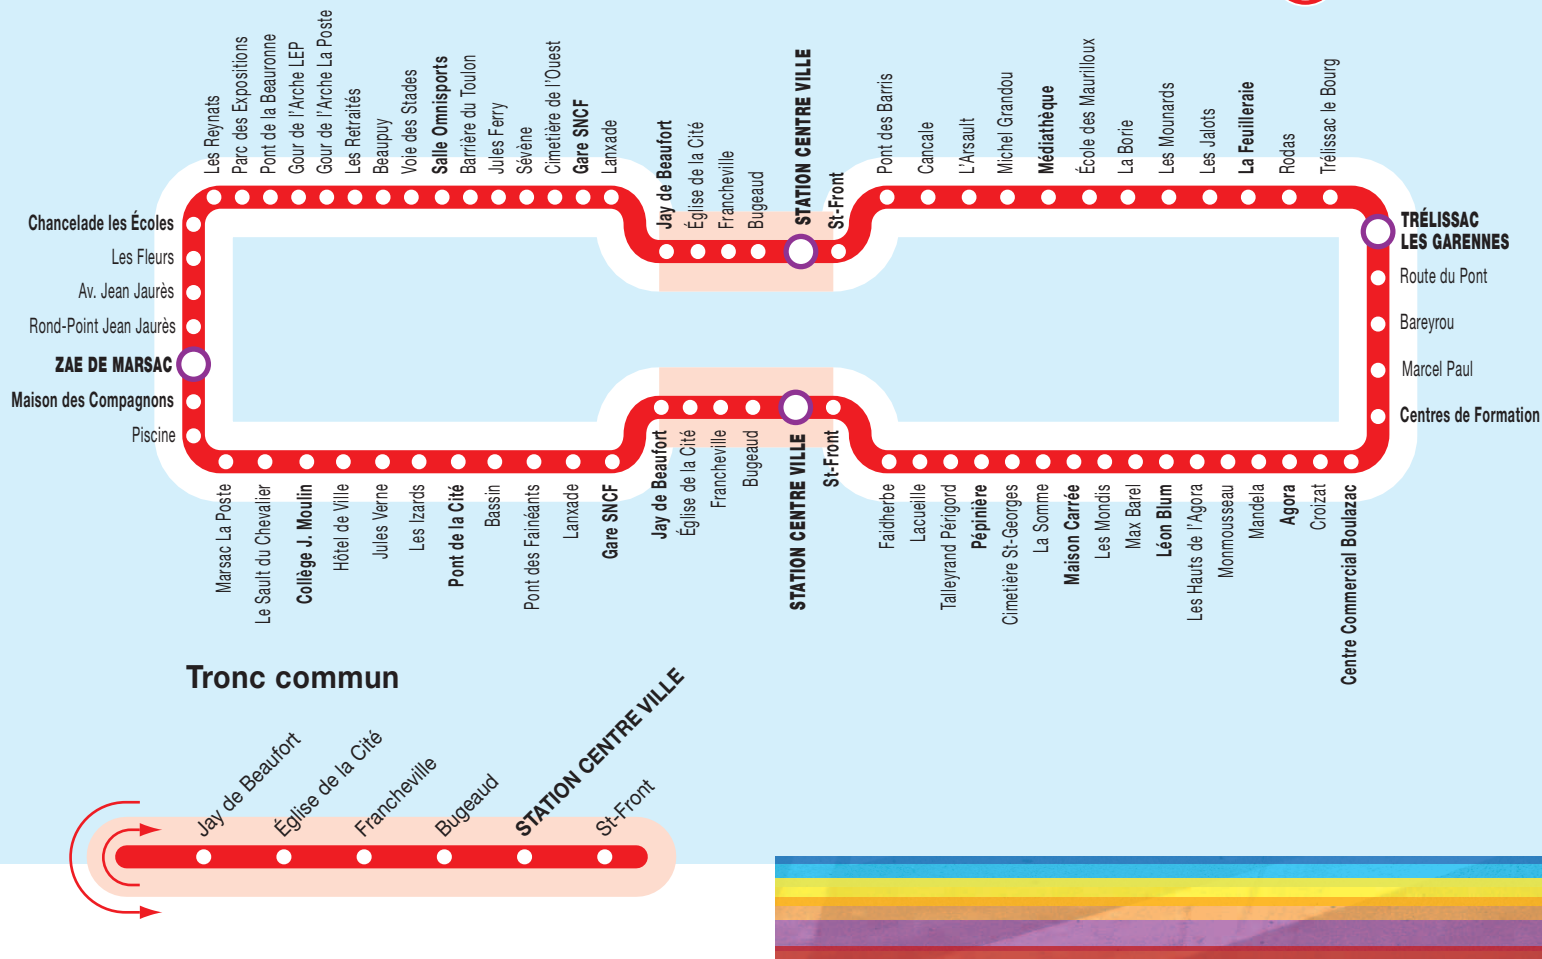 Les Reynats
Parc des Expositions
Pont de la Beauronne
Gour de l'Arche LEP
Gour de l'Arche La Poste
Les Retraités
Beaupuy
Voie des Stades
Salle Omnisports
Barrière du Toulon
Jules Ferry
Sévène
Cimetière de l'Ouest
Gare SNCF
Lanxade
Jay de Beaufort
Église de la Cité
Francheville
Bugeaud
STATION CENTRE VILLE
St-Front
Pont des Barris
Cancale
L'Arsault
Michel Grandou
Médiathèque
École des Maurilloux
La Borie
Les Mounards
Les Jalots
La Feuilleraie
Rodas
Trélissac le Bourg
TRÉLISSAC
LES GARENNES
Route du Pont
Bareyrou
Marcel Paul
Centres de Formation
Chancelade les Écoles
Les Fleurs
Av. Jean Jaurès
Rond-Point Jean Jaurès
ZAE DE MARSAC
Maison des Compagnons
Piscine
Marsac La Poste
Le Sault du Chevalier
Collège J. Moulin
Hôtel de Ville
Jules Verne
Les Izards
Pont de la Cité
Bassin
Pont des Fainéants
Lanxade
Gare SNCF
Jay de Beaufort
Église de la Cité
Francheville
Bugeaud
STATION CENTRE VILLE
St-Front
Faidherbe
Lacueille
Talleyrand Périgord
Pépinière
Cimetière St-Georges
La Somme
Maison Carrée
Les Mondis
Max Barel
Léon Blum
Les Hauts de l'Agora
Monmousseau
Mandela
Agora
Croizat
Centre Commercial Boulazac
Tronc commun
Jay de Beaufort
Église de la Cité
Francheville
Bugeaud
STATION CENTRE VILLE
St-Front